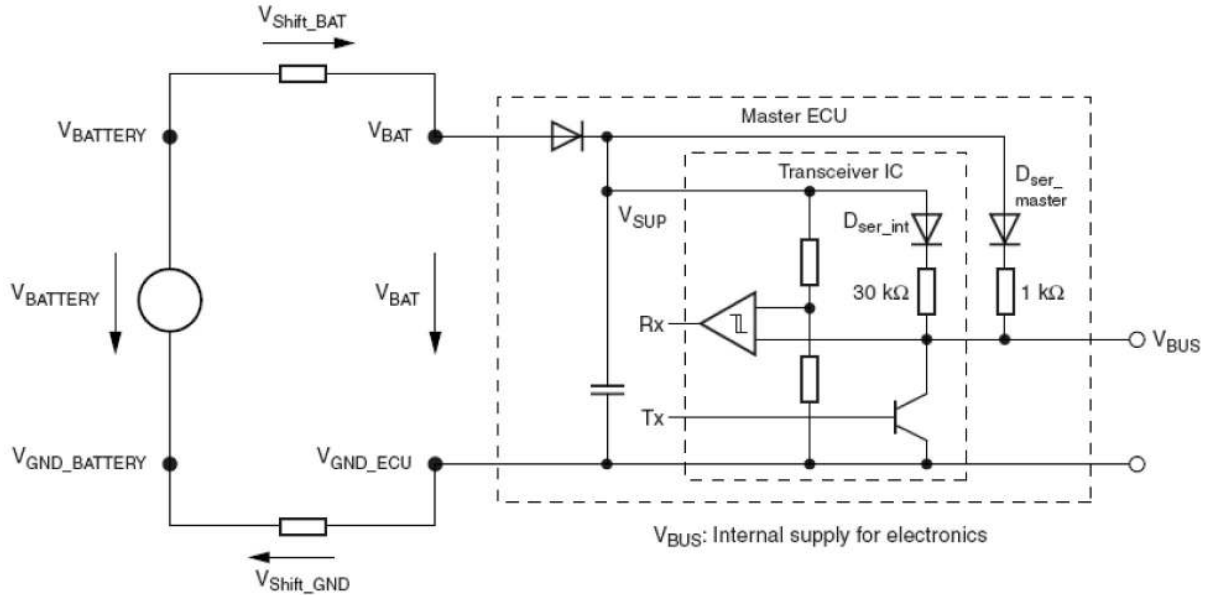 VShift_BAT
Master ECU
VBATTERY
VBAT
Transceiver IC
Dser_
master
VSUP
Dser_int
VBATTERY
VBAT
30 kΩ
1 kΩ
Rx
VBUS
Tx
VGND_BATTERY
VGND_ECU
VBUS: Internal supply for electronics
VShift_GND